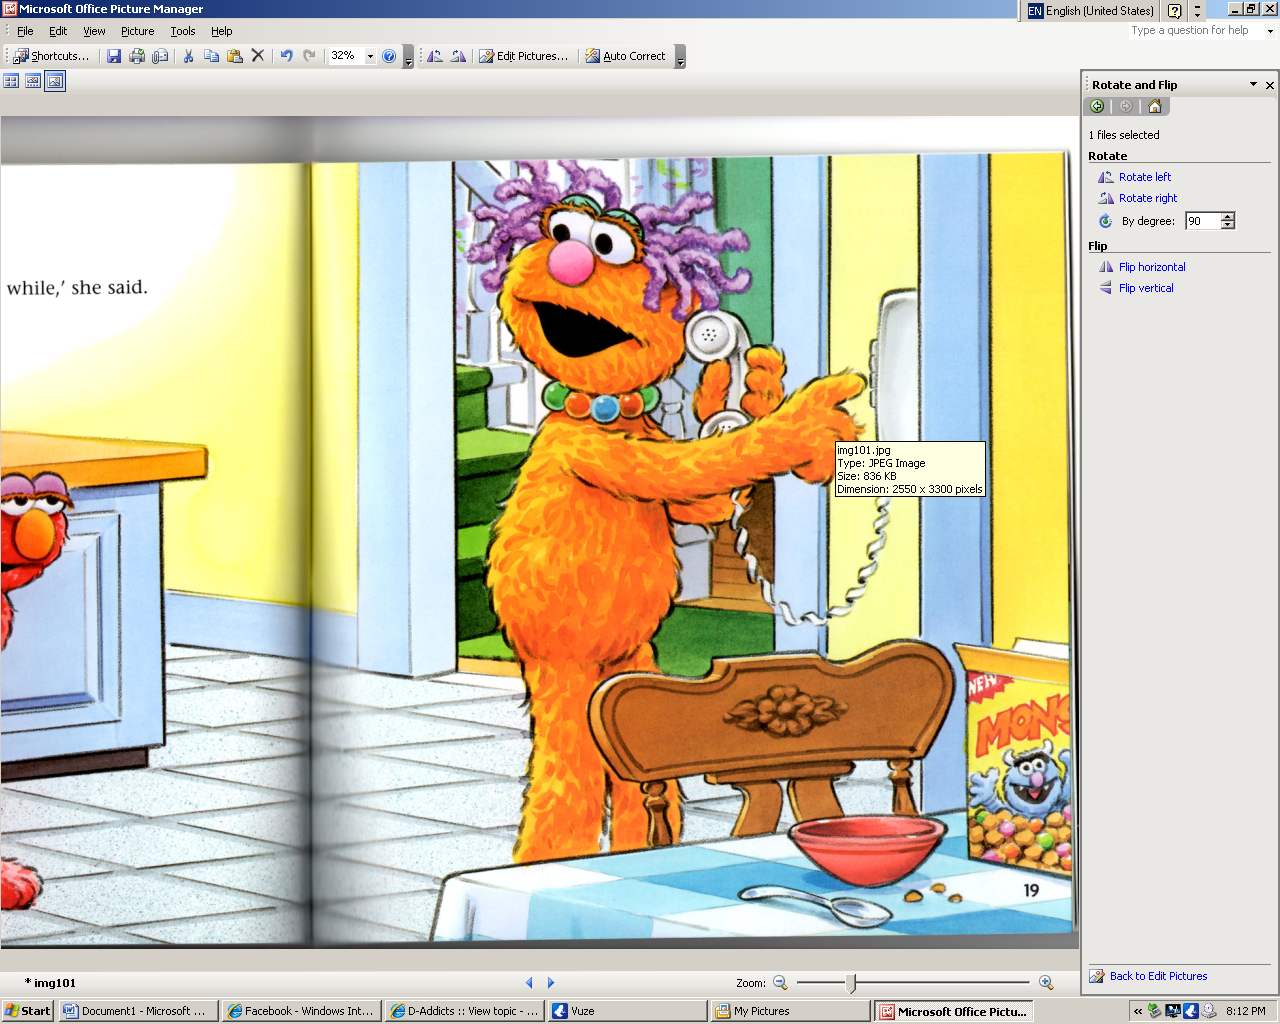 Microsoft Office Picture Manager
EN English (United States)
File Edit View Picture Tools Help
Type a question for help
Shortcuts...
32%
Edit Pictures...
Auto Correct
Rotate and Flip
1 files selected
Rotate
Rotate left
Rotate right
By degree: 90
Flip
Flip horizontal
Flip vertical
while,’ she said.
img101.jpg
Type: JPEG Image
Size: 836 KB
Dimension: 2550 x 3300 pixels
NEW
MONS
19
Back to Edit Pictures
* img101
Zoom:
Start
Document1 - Microsoft ...
Facebook - Windows Int...
D-Addicts :: View topic - ...
Vuze
My Pictures
Microsoft Office Pictu...
8:12 PM